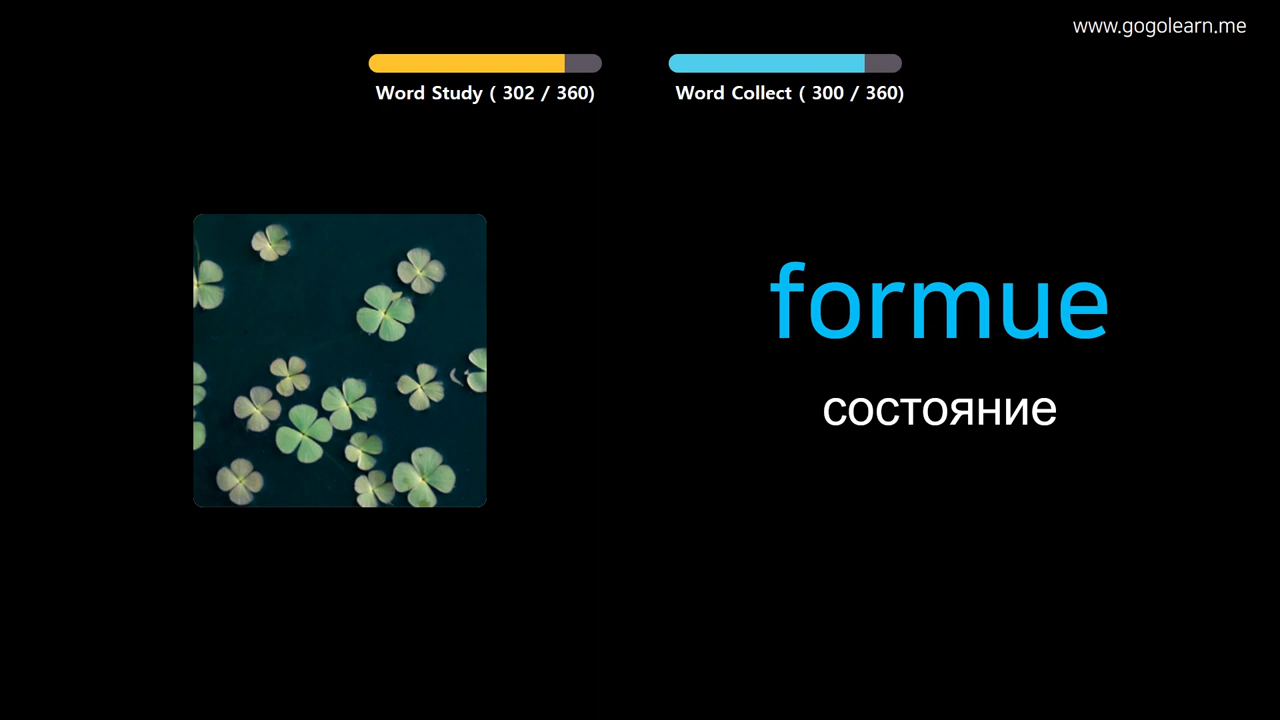 www.gogolearn.me
Word Study ( 302 / 360)
Word Collect ( 300 / 360)
formue
состояние